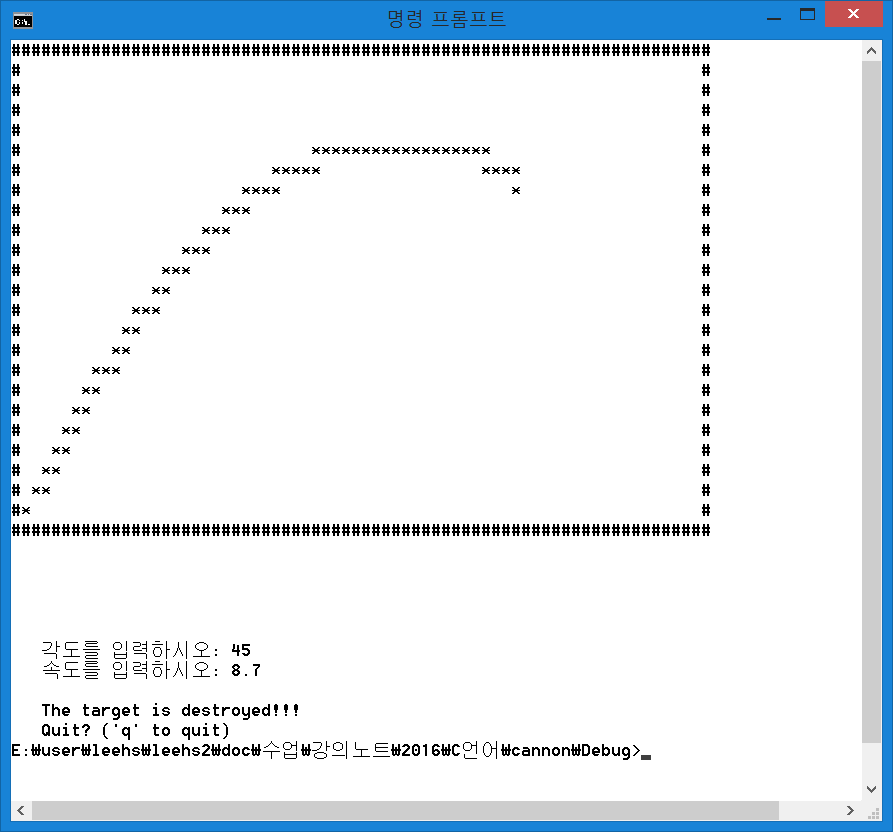 명령 프롬프트
각도를 입력하시오: 45
속도를 입력하시오: 8.7
The target is destroyed!!!
Quit? ('q' to quit)
E:₩user₩leehs₩leehs2₩doc₩수업₩강의노트₩2016₩C언어₩cannon₩Debug>